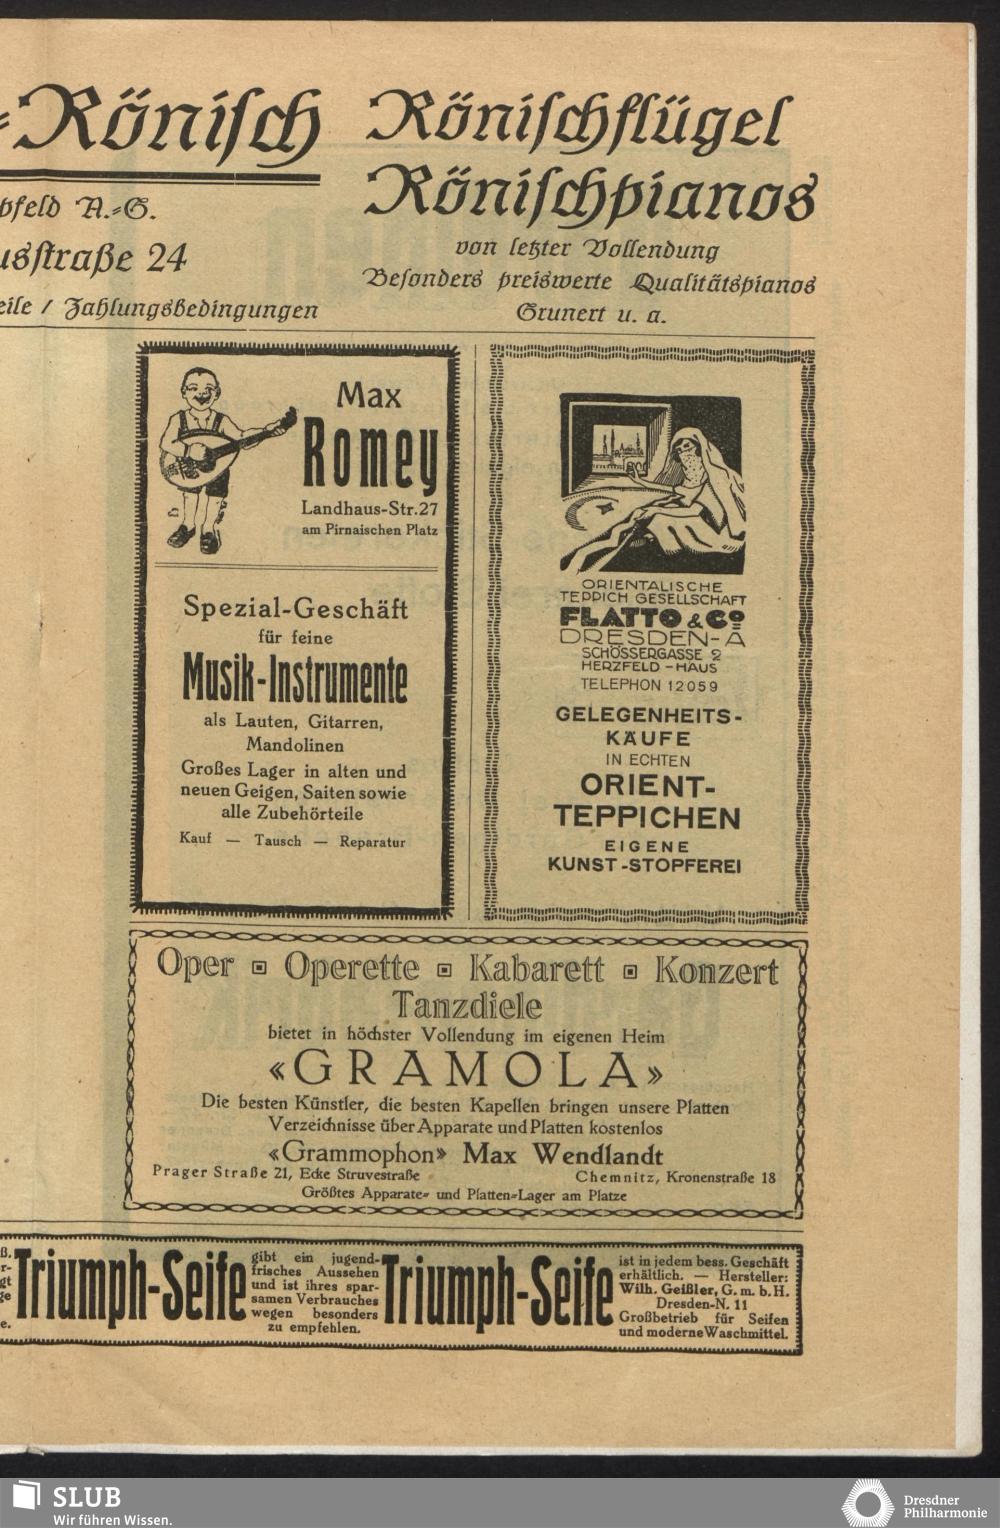 =Rönisch
pfeld A.=G.
usstraße 24
eile / Zahlungsbedingungen
Rönischflügel
Rönischpianos
von letzter Vollendung
Besonders preiswerte Qualitätspianos
Grunert u. a.
Max
Romey
Landhaus-Str.27
am Pirnaischen Platz
Spezial-Geschäft
für feine
Musik-Instrumente
als Lauten, Gitarren,
Mandolinen
Großes Lager in alten und
neuen Geigen, Saiten sowie
alle Zubehörteile
Kauf — Tausch — Reparatur
ORIENTALISCHE
TEPPICH GESELLSCHAFT
FLATTO & Co
DRESDEN-A
SCHÖSSERGASSE 2
HERZFELD-HAUS
TELEPHON 12059
GELEGENHEITS-
KÄUFE
IN ECHTEN
ORIENT-
TEPPICHEN
EIGENE
KUNST-STOPFEREI
Oper ▣ Operette ▣ Kabarett ▣ Konzert
Tanzdiele
bietet in höchster Vollendung im eigenen Heim
«GRAMOLA»
Die besten Künstler, die besten Kapellen bringen unsere Platten
Verzeichnisse über Apparate und Platten kostenlos
«Grammophon» Max Wendlandt
Prager Straße 21, Ecke Struvestraße Chemnitz, Kronenstraße 18
Größtes Apparate= und Platten=Lager am Platze
ß.
r-
gt
ge
e.
Triumph-Seife
gibt ein jugend-
frisches Aussehen
und ist ihres spar-
samen Verbrauches
wegen besonders
zu empfehlen.
Triumph-Seife
ist in jedem bess. Geschäft
erhältlich. — Hersteller:
Wilh. Geißler, G. m. b. H.
Dresden-N. 11
Großbetrieb für Seifen
und moderne Waschmittel.
SLUB
Wir führen Wissen.
Dresdner
Philharmonie